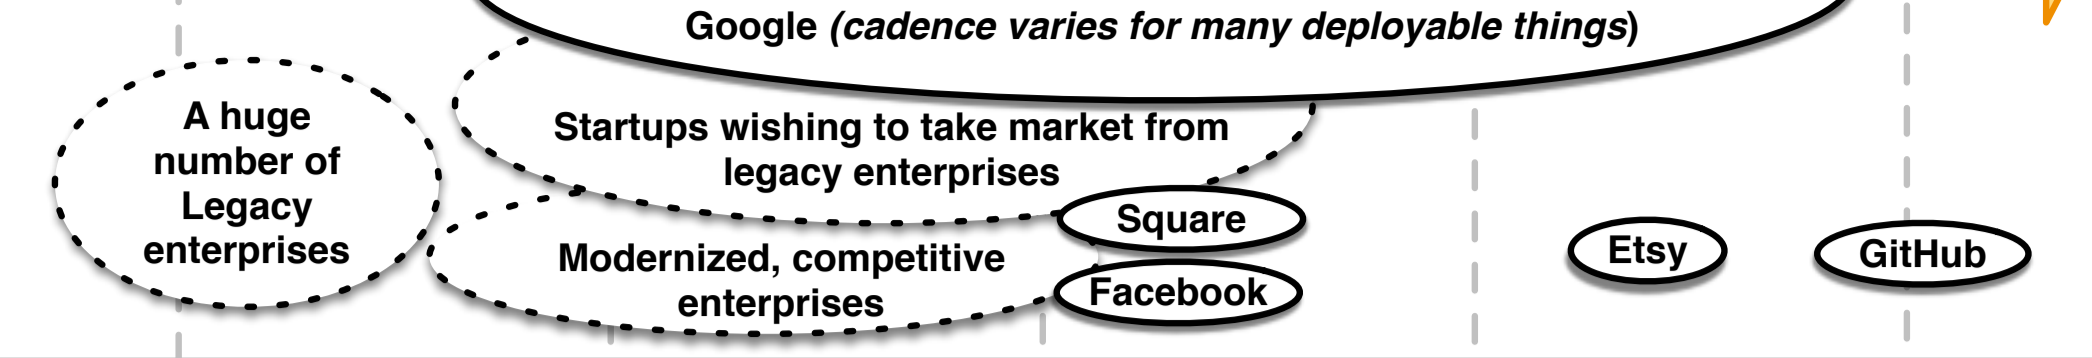 Google (cadence varies for many deployable things)
A huge
number of
Legacy
enterprises
Startups wishing to take market from
legacy enterprises
Square
Modernized, competitive
enterprises
Facebook
Etsy
GitHub